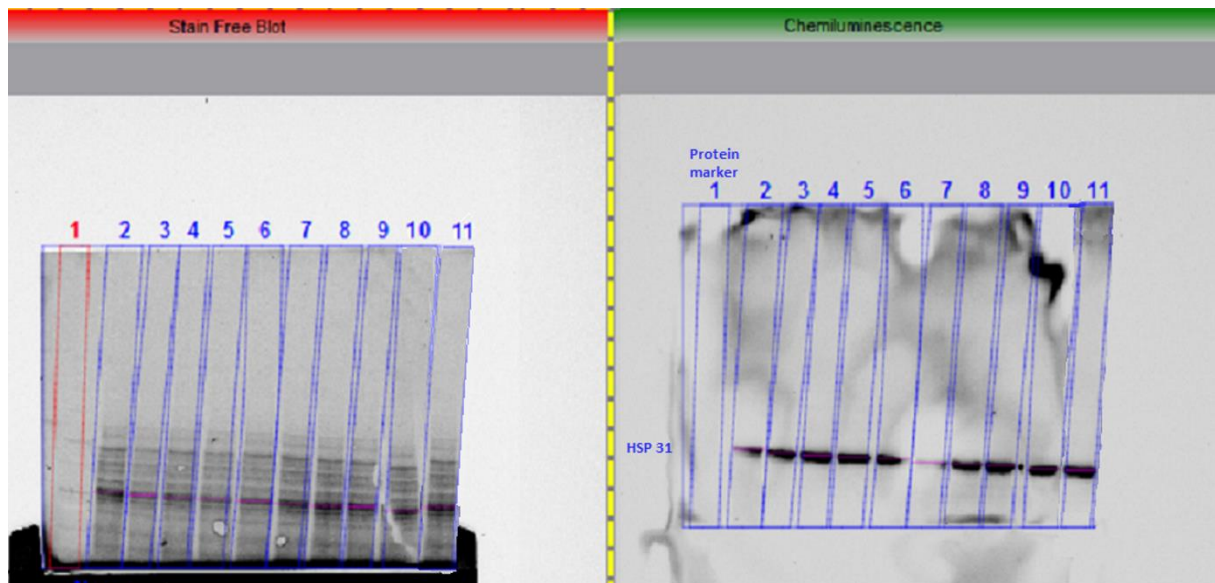 Stain Free Blot
Chemiluminescence
Protein
marker
1 2 3 4 5 6 7 8 9 10 11
1 2 3 4 5 6 7 8 9 10 11
HSP 31